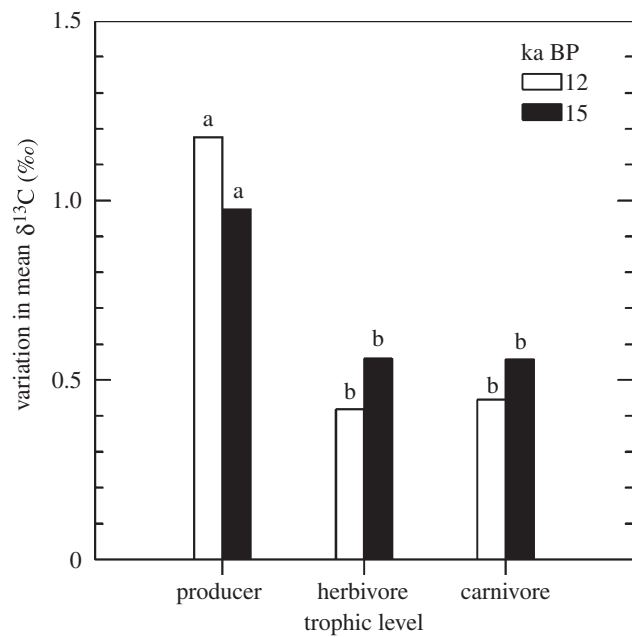 1.5
ka BP
12
15
a
a
1.0
variation in mean δ¹³C (‰)
b
b
0.5
b
b
0
producer herbivore carnivore
trophic level